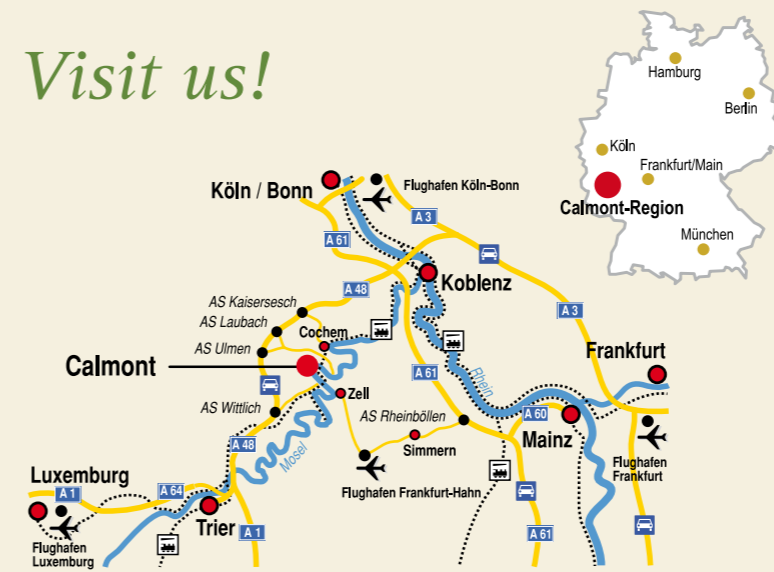 Visit us!
Hamburg
Berlin
Köln
Frankfurt/Main
Calmont-Region
München
Köln / Bonn
Flughafen Köln-Bonn
A 3
A 61
Koblenz
A 48
AS Kaisersesch
AS Laubach
Cochem
AS Ulmen
A 3
Rhein
Frankfurt
Calmont
A 61
Zell
AS Wittlich
AS Rheinböllen
A 60
Mainz
A 48
Mosel
Simmern
Flughafen
Frankfurt
Luxemburg
Flughafen Frankfurt-Hahn
A 1
A 64
Trier
A 1
A 61
Flughafen
Luxemburg